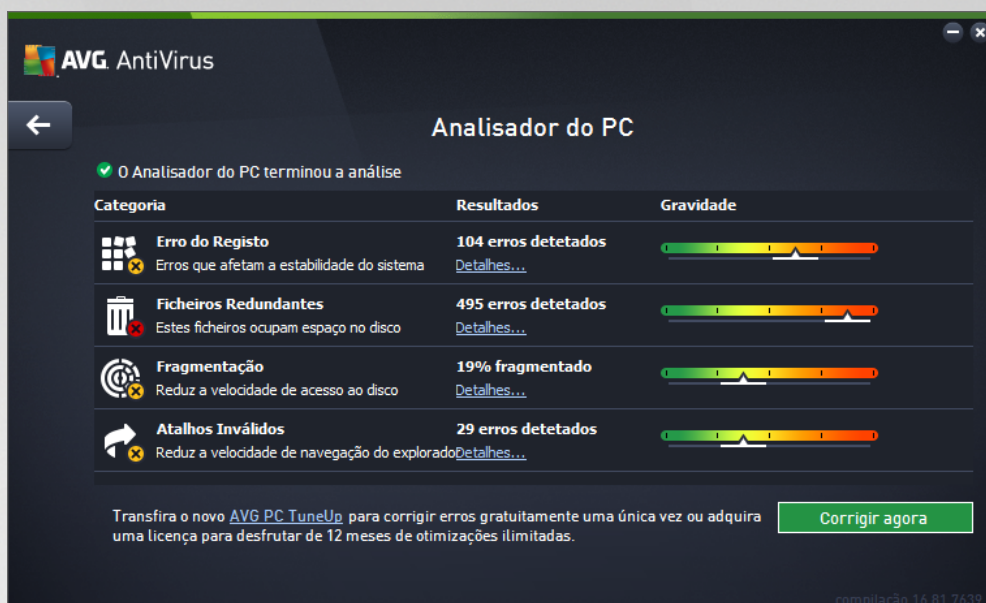 AVG. AntiVirus
Analisador do PC
O Analisador do PC terminou a análise
Categoria Resultados Gravidade
Erro do Registo 104 erros detetados
Erros que afetam a estabilidade do sistema Detalhes...
Ficheiros Redundantes 495 erros detetados
Estes ficheiros ocupam espaço no disco Detalhes...
Fragmentação 19% fragmentado
Reduz a velocidade de acesso ao disco Detalhes...
Atalhos Inválidos 29 erros detetados
Reduz a velocidade de navegação do explorado Detalhes...
Transfira o novo AVG PC TuneUp para corrigir erros gratuitamente uma única vez ou adquira
uma licença para desfrutar de 12 meses de otimizações ilimitadas.
Corrigir agora
compilação 16.81.7639